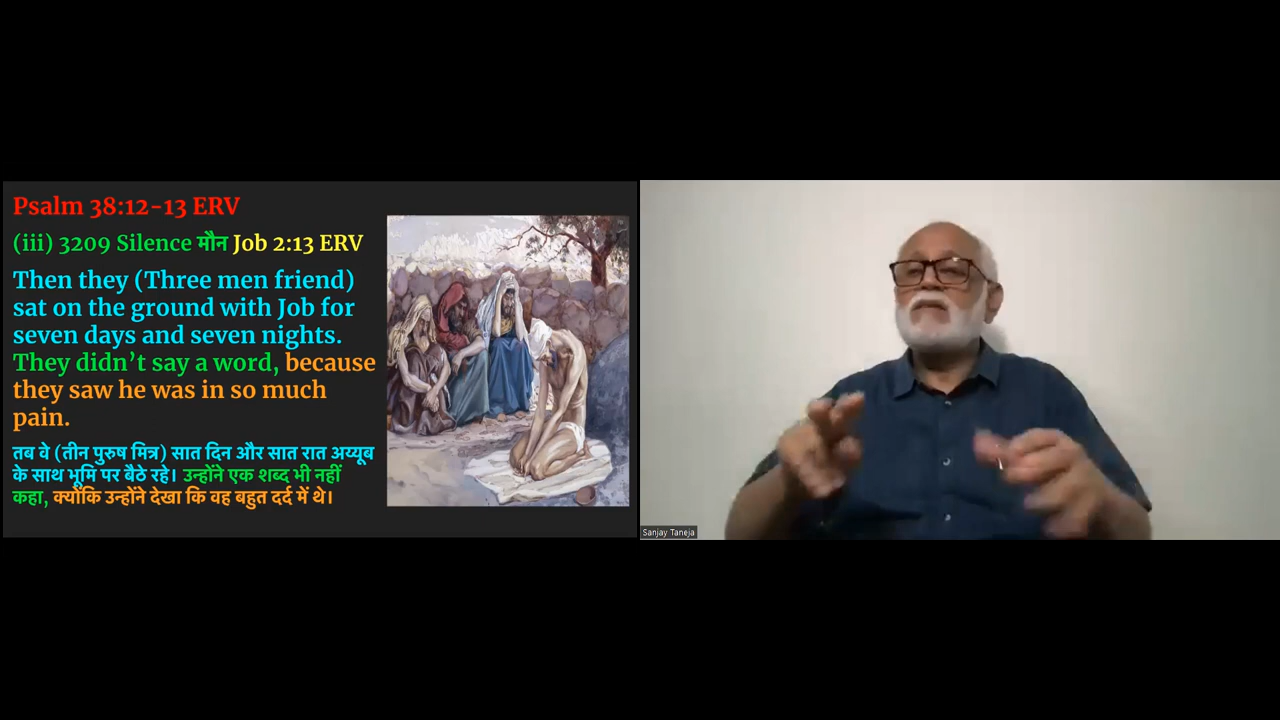 Psalm 38:12-13 ERV
(iii) 3209 Silence मौन Job 2:13 ERV
Then they (Three men friend)
sat on the ground with Job for
seven days and seven nights.
They didn’t say a word, because
they saw he was in so much
pain.
तब वे (तीन पुरुष मित्र) सात दिन और सात रात अय्यूब
के साथ भूमि पर बैठे रहे। उन्होंने एक शब्द भी नहीं
कहा, क्योंकि उन्होंने देखा कि वह बहुत दर्द में थे।
Sanjay Taneja